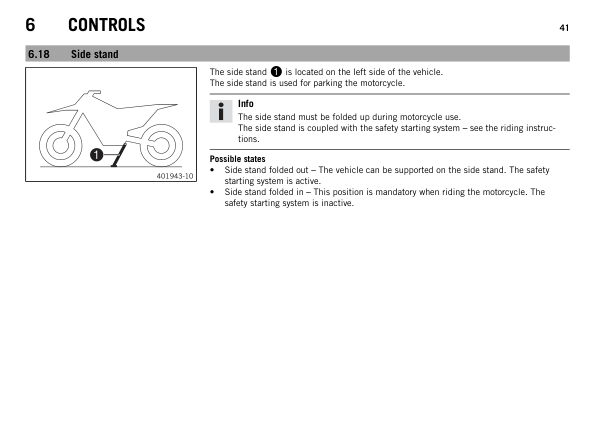 6 CONTROLS 41
6.18 Side stand
1
401943-10
The side stand 1 is located on the left side of the vehicle.
The side stand is used for parking the motorcycle.
Info
The side stand must be folded up during motorcycle use.
The side stand is coupled with the safety starting system – see the riding instruc-
tions.
Possible states
• Side stand folded out – The vehicle can be supported on the side stand. The safety
starting system is active.
• Side stand folded in – This position is mandatory when riding the motorcycle. The
safety starting system is inactive.